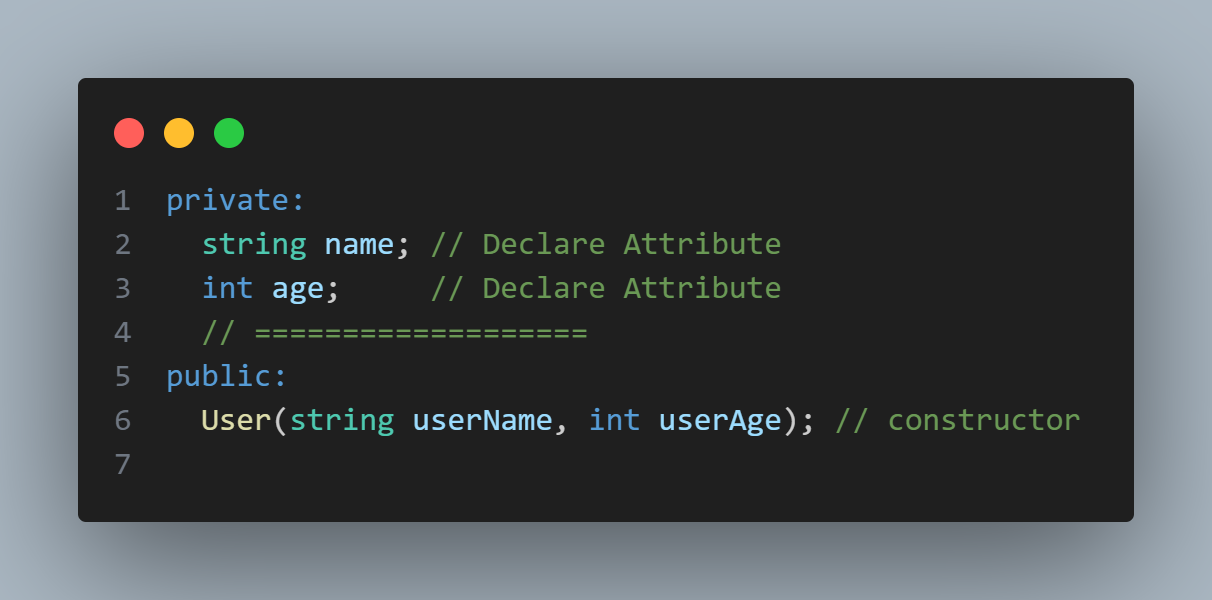 1 private:
2   string name; // Declare Attribute
3   int age;     // Declare Attribute
4   // ===================
5 public:
6   User(string userName, int userAge); // constructor
7